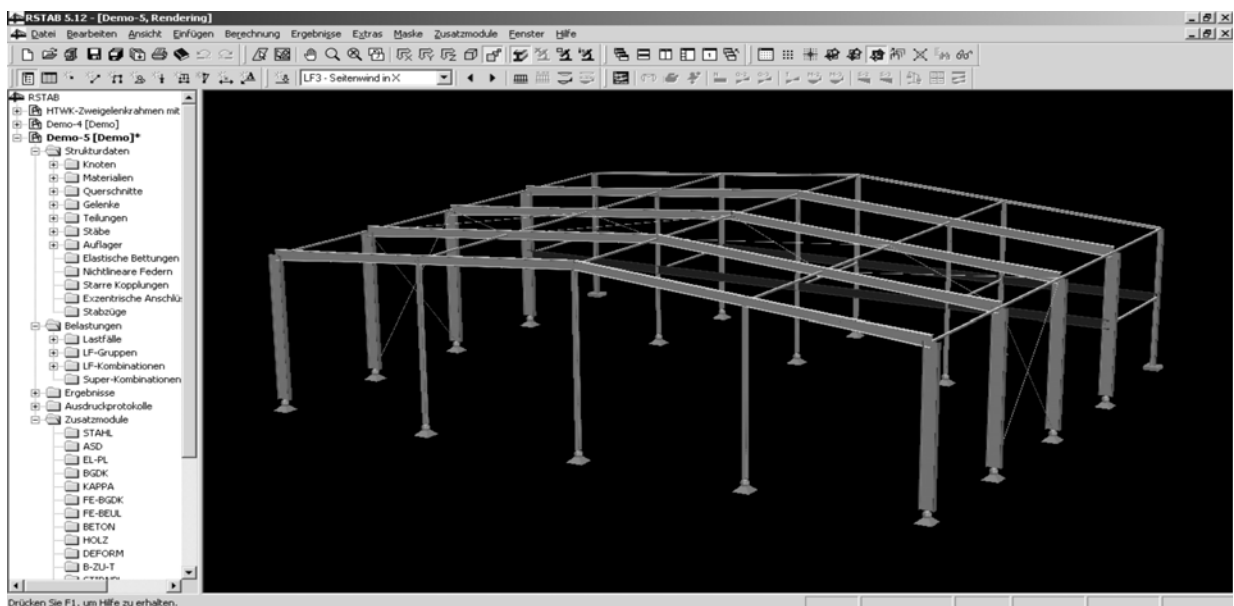 RSTAB 5.12 - [Demo-5, Rendering]
Datei Bearbeiten Ansicht Einfügen Berechnung Ergebnisse Extras Maske Zusatzmodule Fenster Hilfe
LF3 - Seitenwind in X
RSTAB
HTWK-Zweigelenkrahmen mit
Demo-4 [Demo]
Demo-5 [Demo]*
Strukturdaten
Knoten
Materialien
Querschnitte
Gelenke
Teilungen
Stäbe
Auflager
Elastische Bettungen
Nichtlineare Federn
Starre Kopplungen
Exzentrische Anschlüs
Stabzüge
Belastungen
Lastfälle
LF-Gruppen
LF-Kombinationen
Super-Kombinationen
Ergebnisse
Ausdruckprotokolle
Zusatzmodule
STAHL
ASD
EL-PL
BGDK
KAPPA
FE-BGDK
FE-BEUL
BETON
HOLZ
DEFORM
B-ZU-T
Drücken Sie F1, um Hilfe zu erhalten.